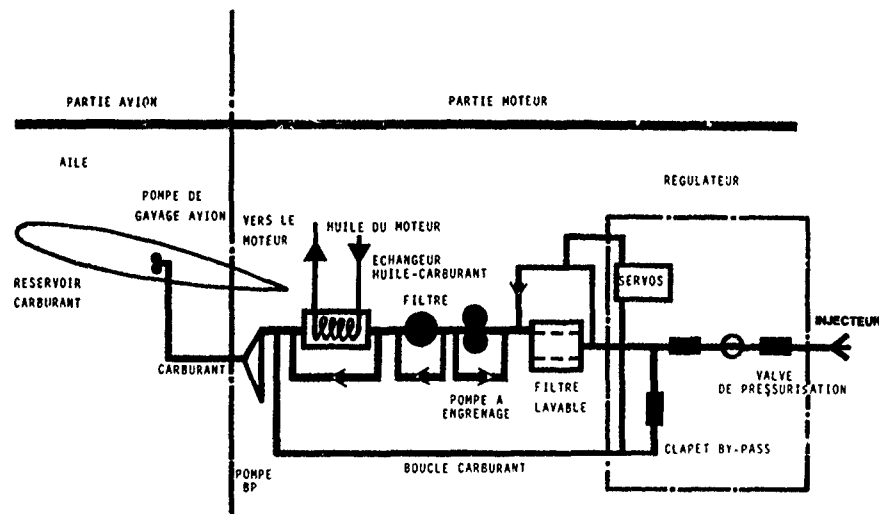 PARTIE AVION
PARTIE MOTEUR
AILE
REGULATEUR
POMPE DE
GAVAGE AVION
VERS LE
MOTEUR
HUILE DU MOTEUR
ECHANGEUR
HUILE-CARBURANT
RESERVOIR
CARBURANT
FILTRE
SERVOS
INJECTEUR
CARBURANT
POMPE A
ENGRENAGE
FILTRE
LAVABLE
VALVE
DE PRESSURISATION
POMPE
BP
BOUCLE CARBURANT
CLAPET BY-PASS